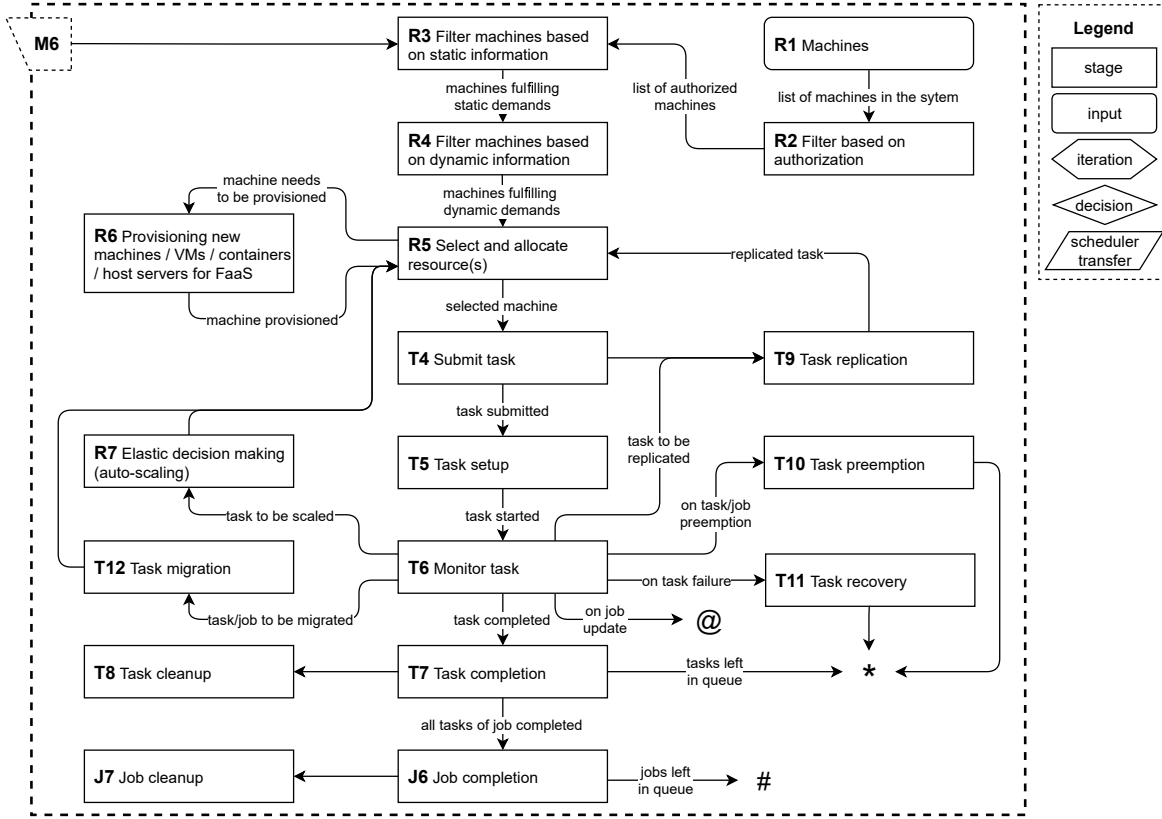 M6
R3 Filter machines based
on static information
R1 Machines
Legend
stage
input
iteration
decision
scheduler
transfer
machines fulfilling
static demands
list of authorized
machines
list of machines in the sytem
R4 Filter machines based
on dynamic information
R2 Filter based on
authorization
machine needs
to be provisioned
machines fulfilling
dynamic demands
R6 Provisioning new
machines / VMs / containers
/ host servers for FaaS
R5 Select and allocate
resource(s)
replicated task
machine provisioned
selected machine
T4 Submit task
T9 Task replication
task submitted
R7 Elastic decision making
(auto-scaling)
T5 Task setup
task to be
replicated
T10 Task preemption
task to be scaled
task started
on task/job
preemption
T12 Task migration
T6 Monitor task
on task failure
T11 Task recovery
task/job to be migrated
task completed
on job
update
@
T8 Task cleanup
T7 Task completion
tasks left
in queue
*
all tasks of job completed
J7 Job cleanup
J6 Job completion
jobs left
in queue
#